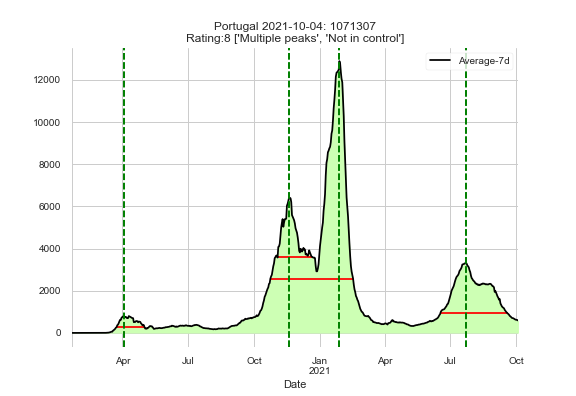 Portugal 2021-10-04: 1071307
Rating:8 ['Multiple peaks', 'Not in control']
Average-7d
12000
10000
8000
6000
4000
2000
0
Apr
Jul
Oct
Jan
2021
Apr
Jul
Oct
Date